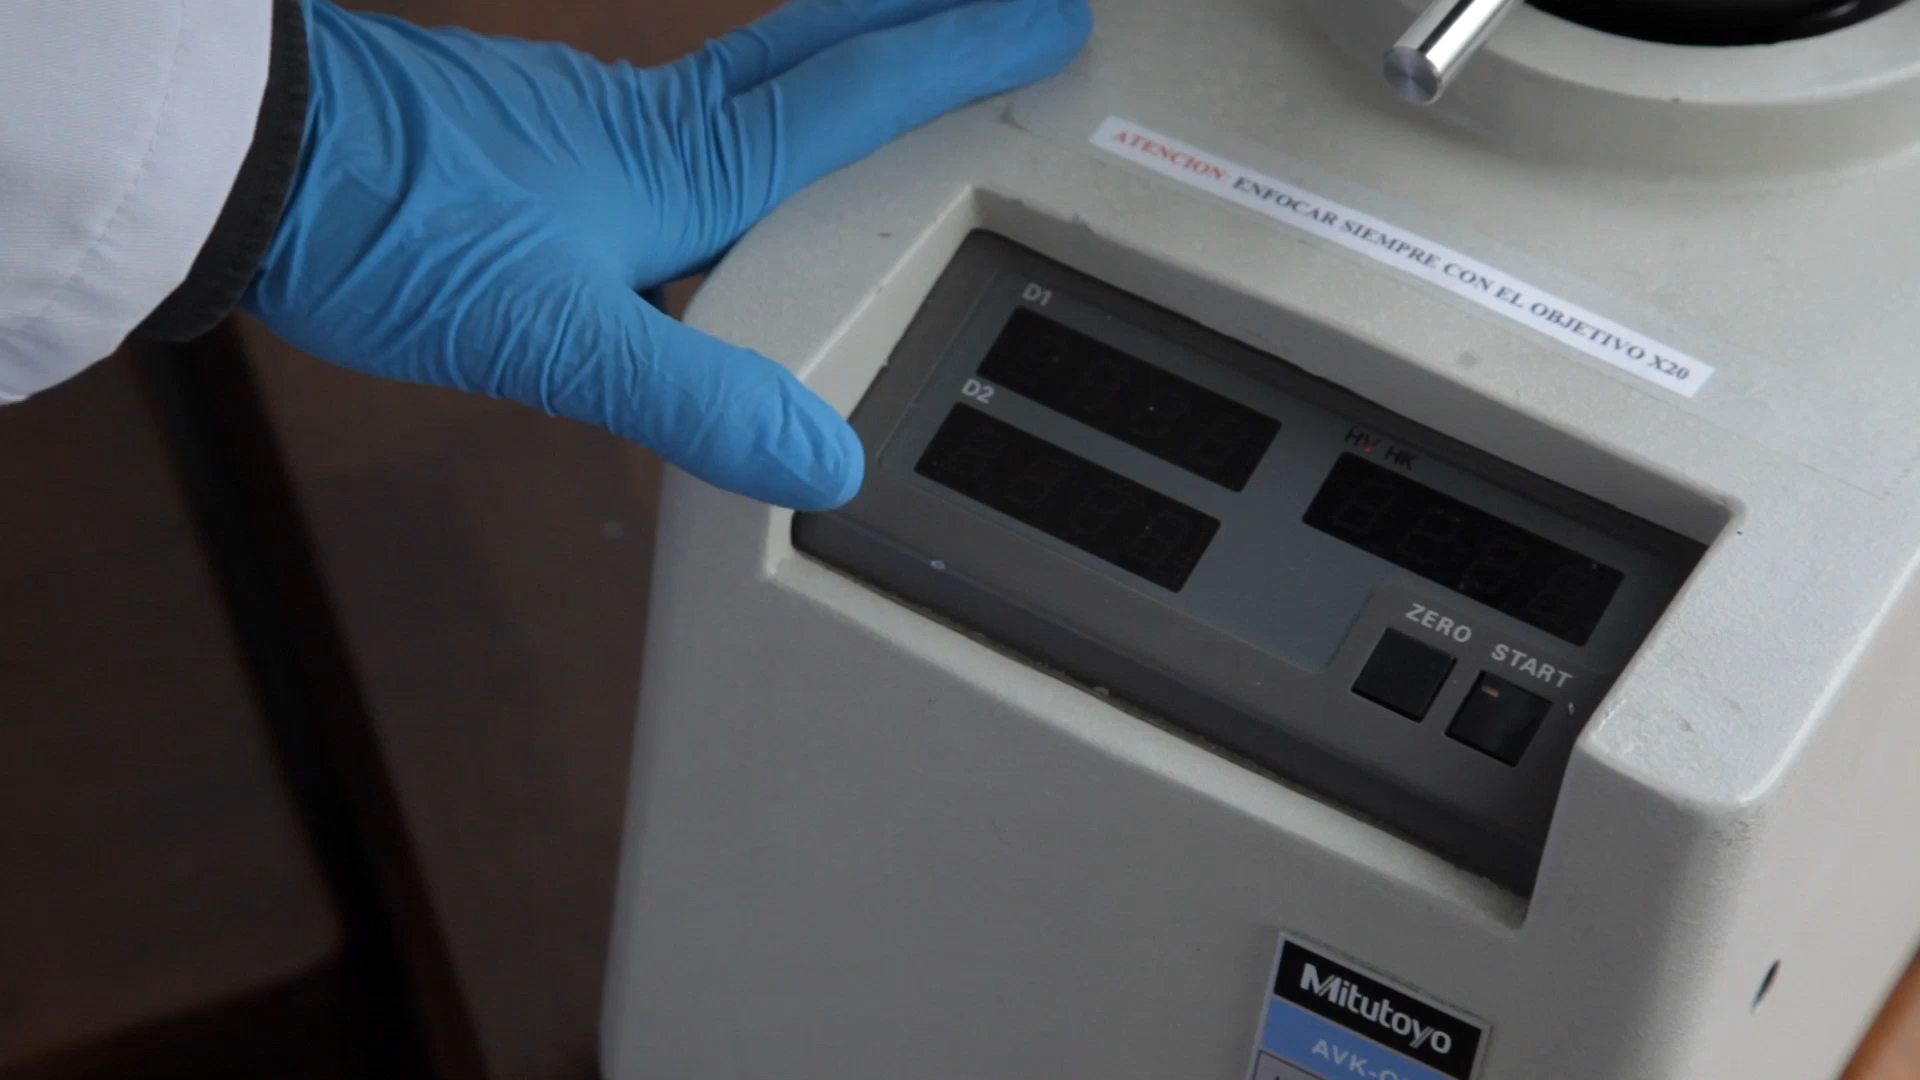 ATENCION ENFOCAR SIEMPRE CON EL OBJETIVO X20
D1
D2
HV HK
ZERO
START
Mitutoyo